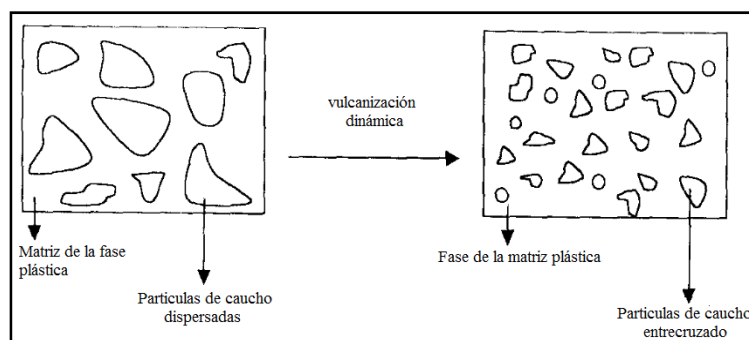 vulcanización
dinámica
Matriz de la fase
plástica
Particulas de caucho
dispersadas
Fase de la matriz plástica
Particulas de caucho
entrecruzado